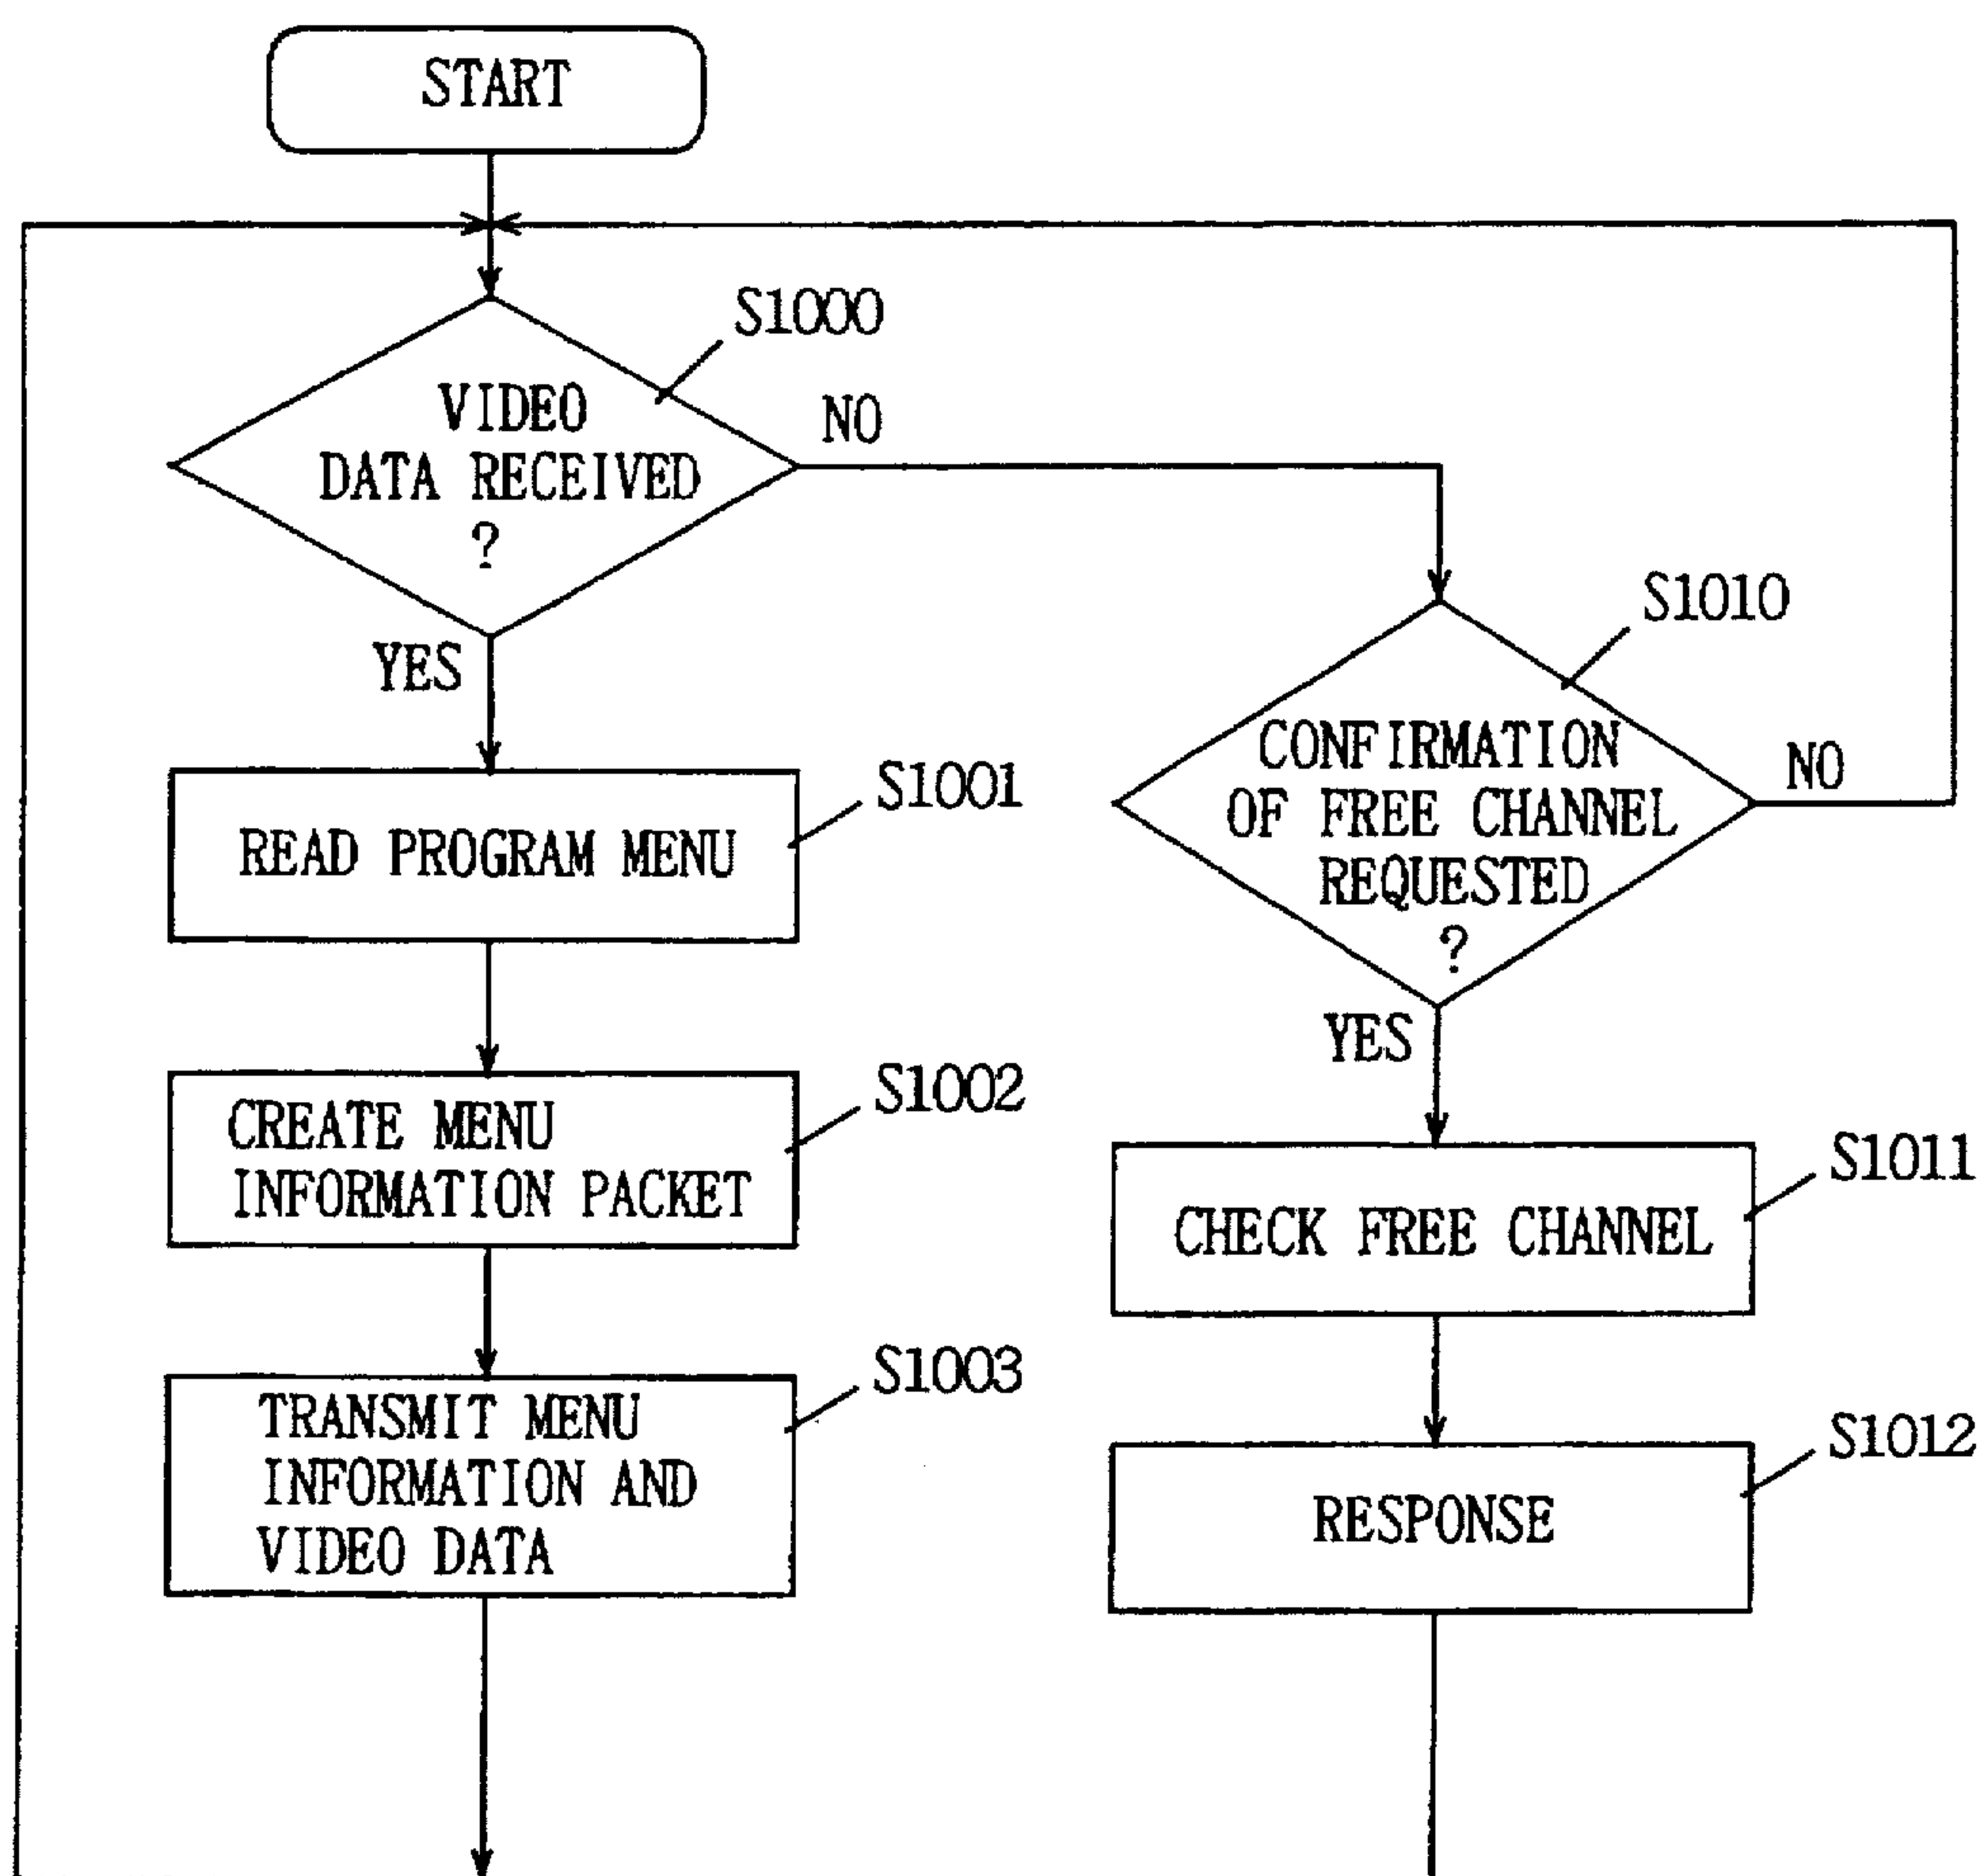 START
S1000
VIDEO
DATA RECEIVED
?
NO
YES
S1001
READ PROGRAM MENU
S1002
CREATE MENU
INFORMATION PACKET
S1003
TRANSMIT MENU
INFORMATION AND
VIDEO DATA
S1010
CONFIRMATION
OF FREE CHANNEL
REQUESTED
?
NO
YES
S1011
CHECK FREE CHANNEL
S1012
RESPONSE